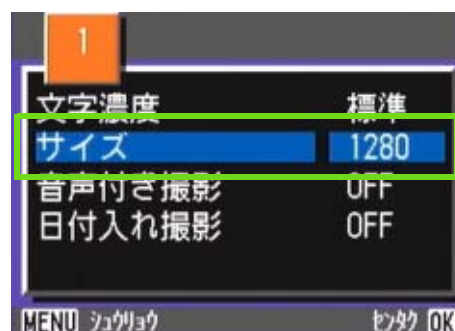 1
文字濃度 標準
サイズ 1280
音声付き撮影 OFF
日付入れ撮影 OFF
MENU ｼｭｳﾘｮｳ ｾﾝﾀｸ OK